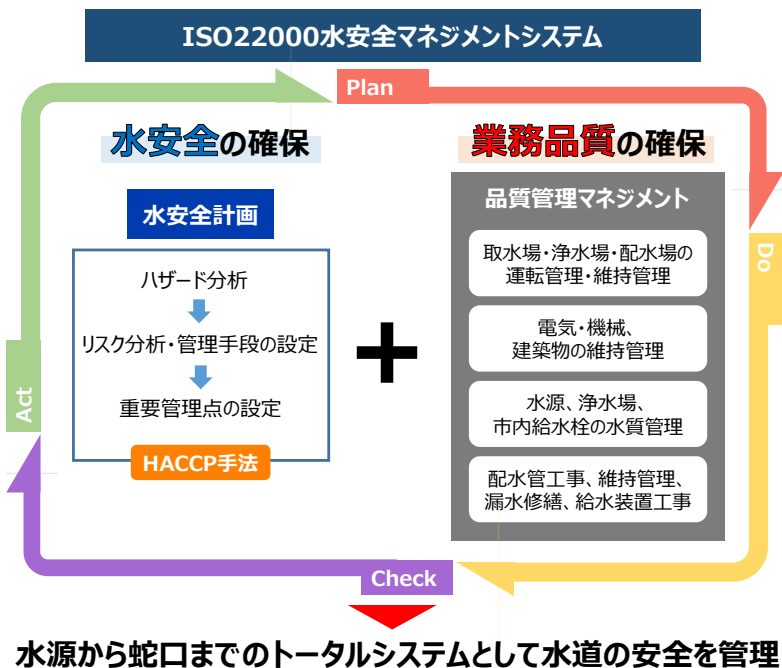 ISO22000水安全マネジメントシステム
Plan
水安全の確保
業務品質の確保
水安全計画
ハザード分析
リスク分析・管理手段の設定
重要管理点の設定
HACCP手法
+
品質管理マネジメント
取水場・浄水場・配水場の
運転管理・維持管理
電気・機械、
建築物の維持管理
水源、浄水場、
市内給水栓の水質管理
配水管工事、維持管理、
漏水修繕、給水装置工事
Do
Check
Act
水源から蛇口までのトータルシステムとして水道の安全を管理